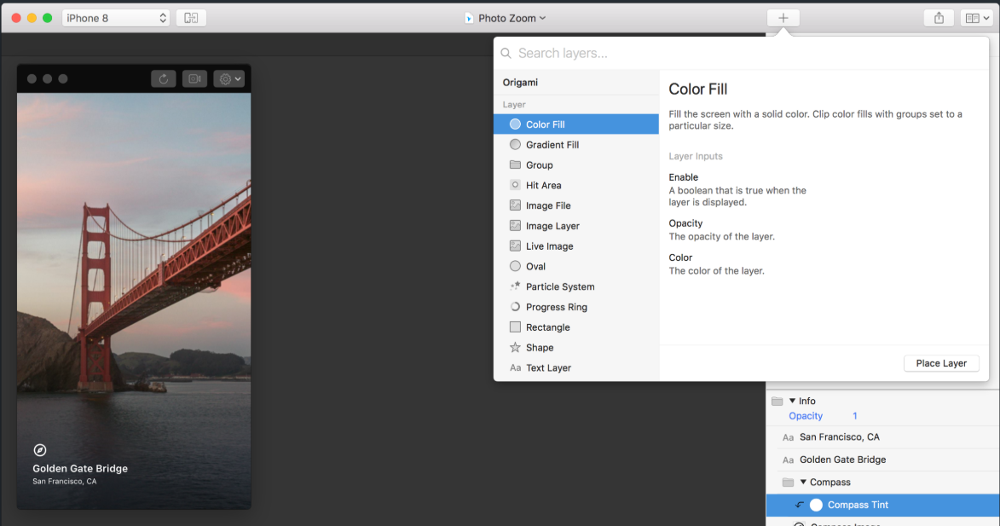 iPhone 8
Photo Zoom
Search layers...
Origami
Layer
Color Fill
Gradient Fill
Group
Hit Area
Image File
Image Layer
Live Image
Oval
Particle System
Progress Ring
Rectangle
Shape
Aa Text Layer
Color Fill
Fill the screen with a solid color. Clip color fills with groups set to a
particular size.
Layer Inputs
Enable
A boolean that is true when the
layer is displayed.
Opacity
The opacity of the layer.
Color
The color of the layer.
Place Layer
Golden Gate Bridge
San Francisco, CA
Info
Opacity 1
Aa San Francisco, CA
Aa Golden Gate Bridge
Compass
Compass Tint
Compass Image